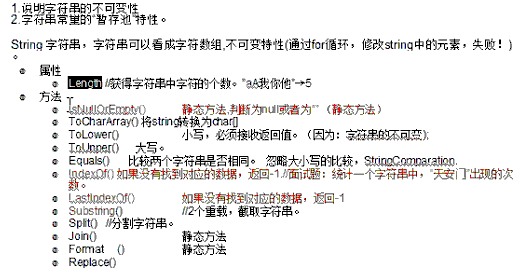 1.说明字符串的不可变性
2.字符串常量的"暂存池"特性。
String 字符串，字符串可以看成字符数组,不可变特性(通过for循环，修改string中的元素，失败！)
。
属性
Length //获得字符串中字符的个数。"aA我你他"→5
方法
IsNullOrEmpty() 静态方法,判断为null或者为""（静态方法）
ToCharArray() 将string转换为char[]
ToLower() 小写，必须接收返回值。（因为：字符串的不可变);
ToUpper() 大写。
Equals() 比较两个字符串是否相同。忽略大小写的比较，StringComparation.
IndexOf() 如果没有找到对应的数据，返回-1.//面试题：统计一个字符串中，"天安门"出现的次
数。
LastIndexOf() 如果没有找到对应的数据，返回-1
Substring() //2个重载，截取字符串。
Split() //分割字符串。
Join() 静态方法
Format () 静态方法
Replace()